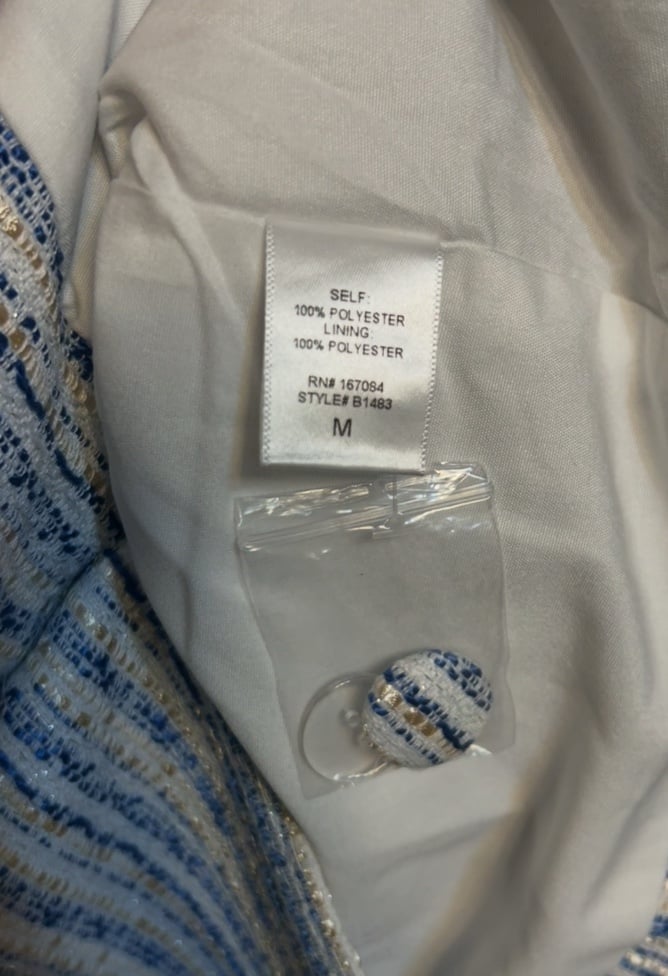 SELF:
100% POLYESTER
LINING:
100% POLYESTER
RN# 167084
STYLE# B1483
M